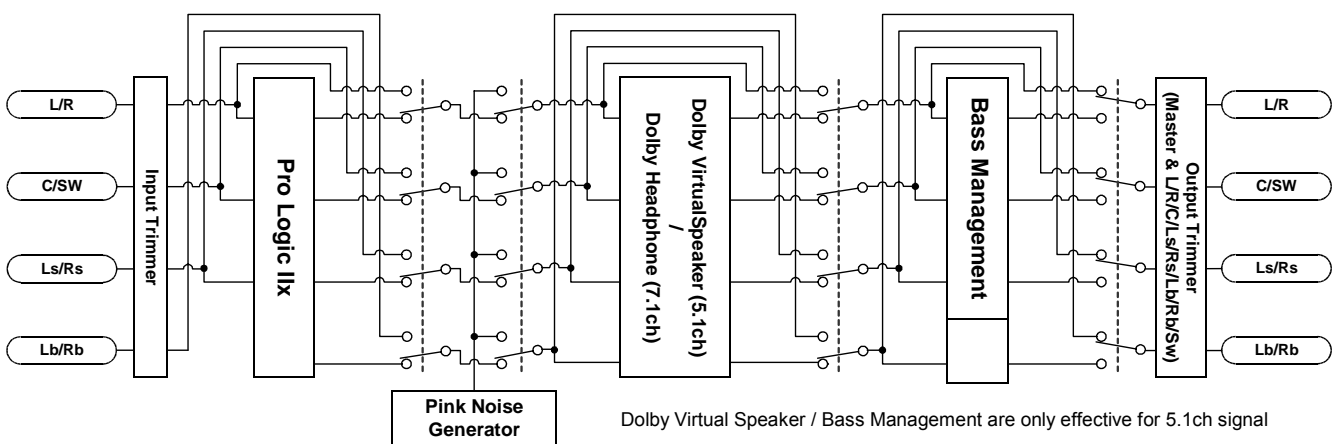 L/R
C/SW
Ls/Rs
Lb/Rb
Input Trimmer
Pro Logic IIx
Pink Noise
Generator
Dolby VirtualSpeaker (5.1ch)
/
Dolby Headphone (7.1ch)
Bass Management
Output Trimmer
(Master & L/R/C/Ls/Rs/Lb/Rb/Sw)
L/R
C/SW
Ls/Rs
Lb/Rb
Dolby Virtual Speaker / Bass Management are only effective for 5.1ch signal